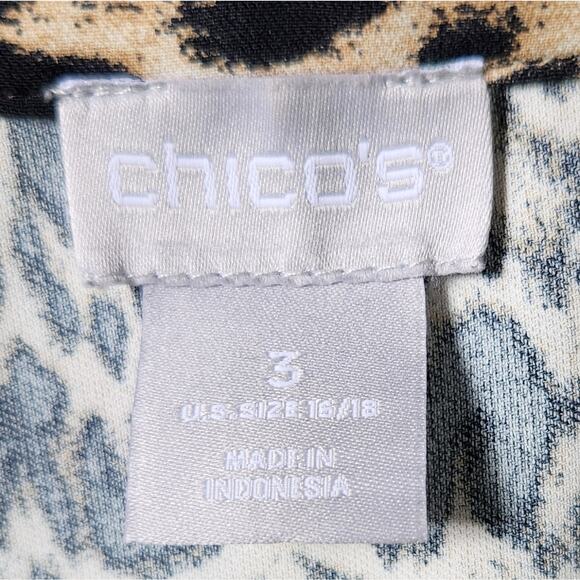 chico's®
3
U.S. SIZE 16/18
MADE IN
INDONESIA